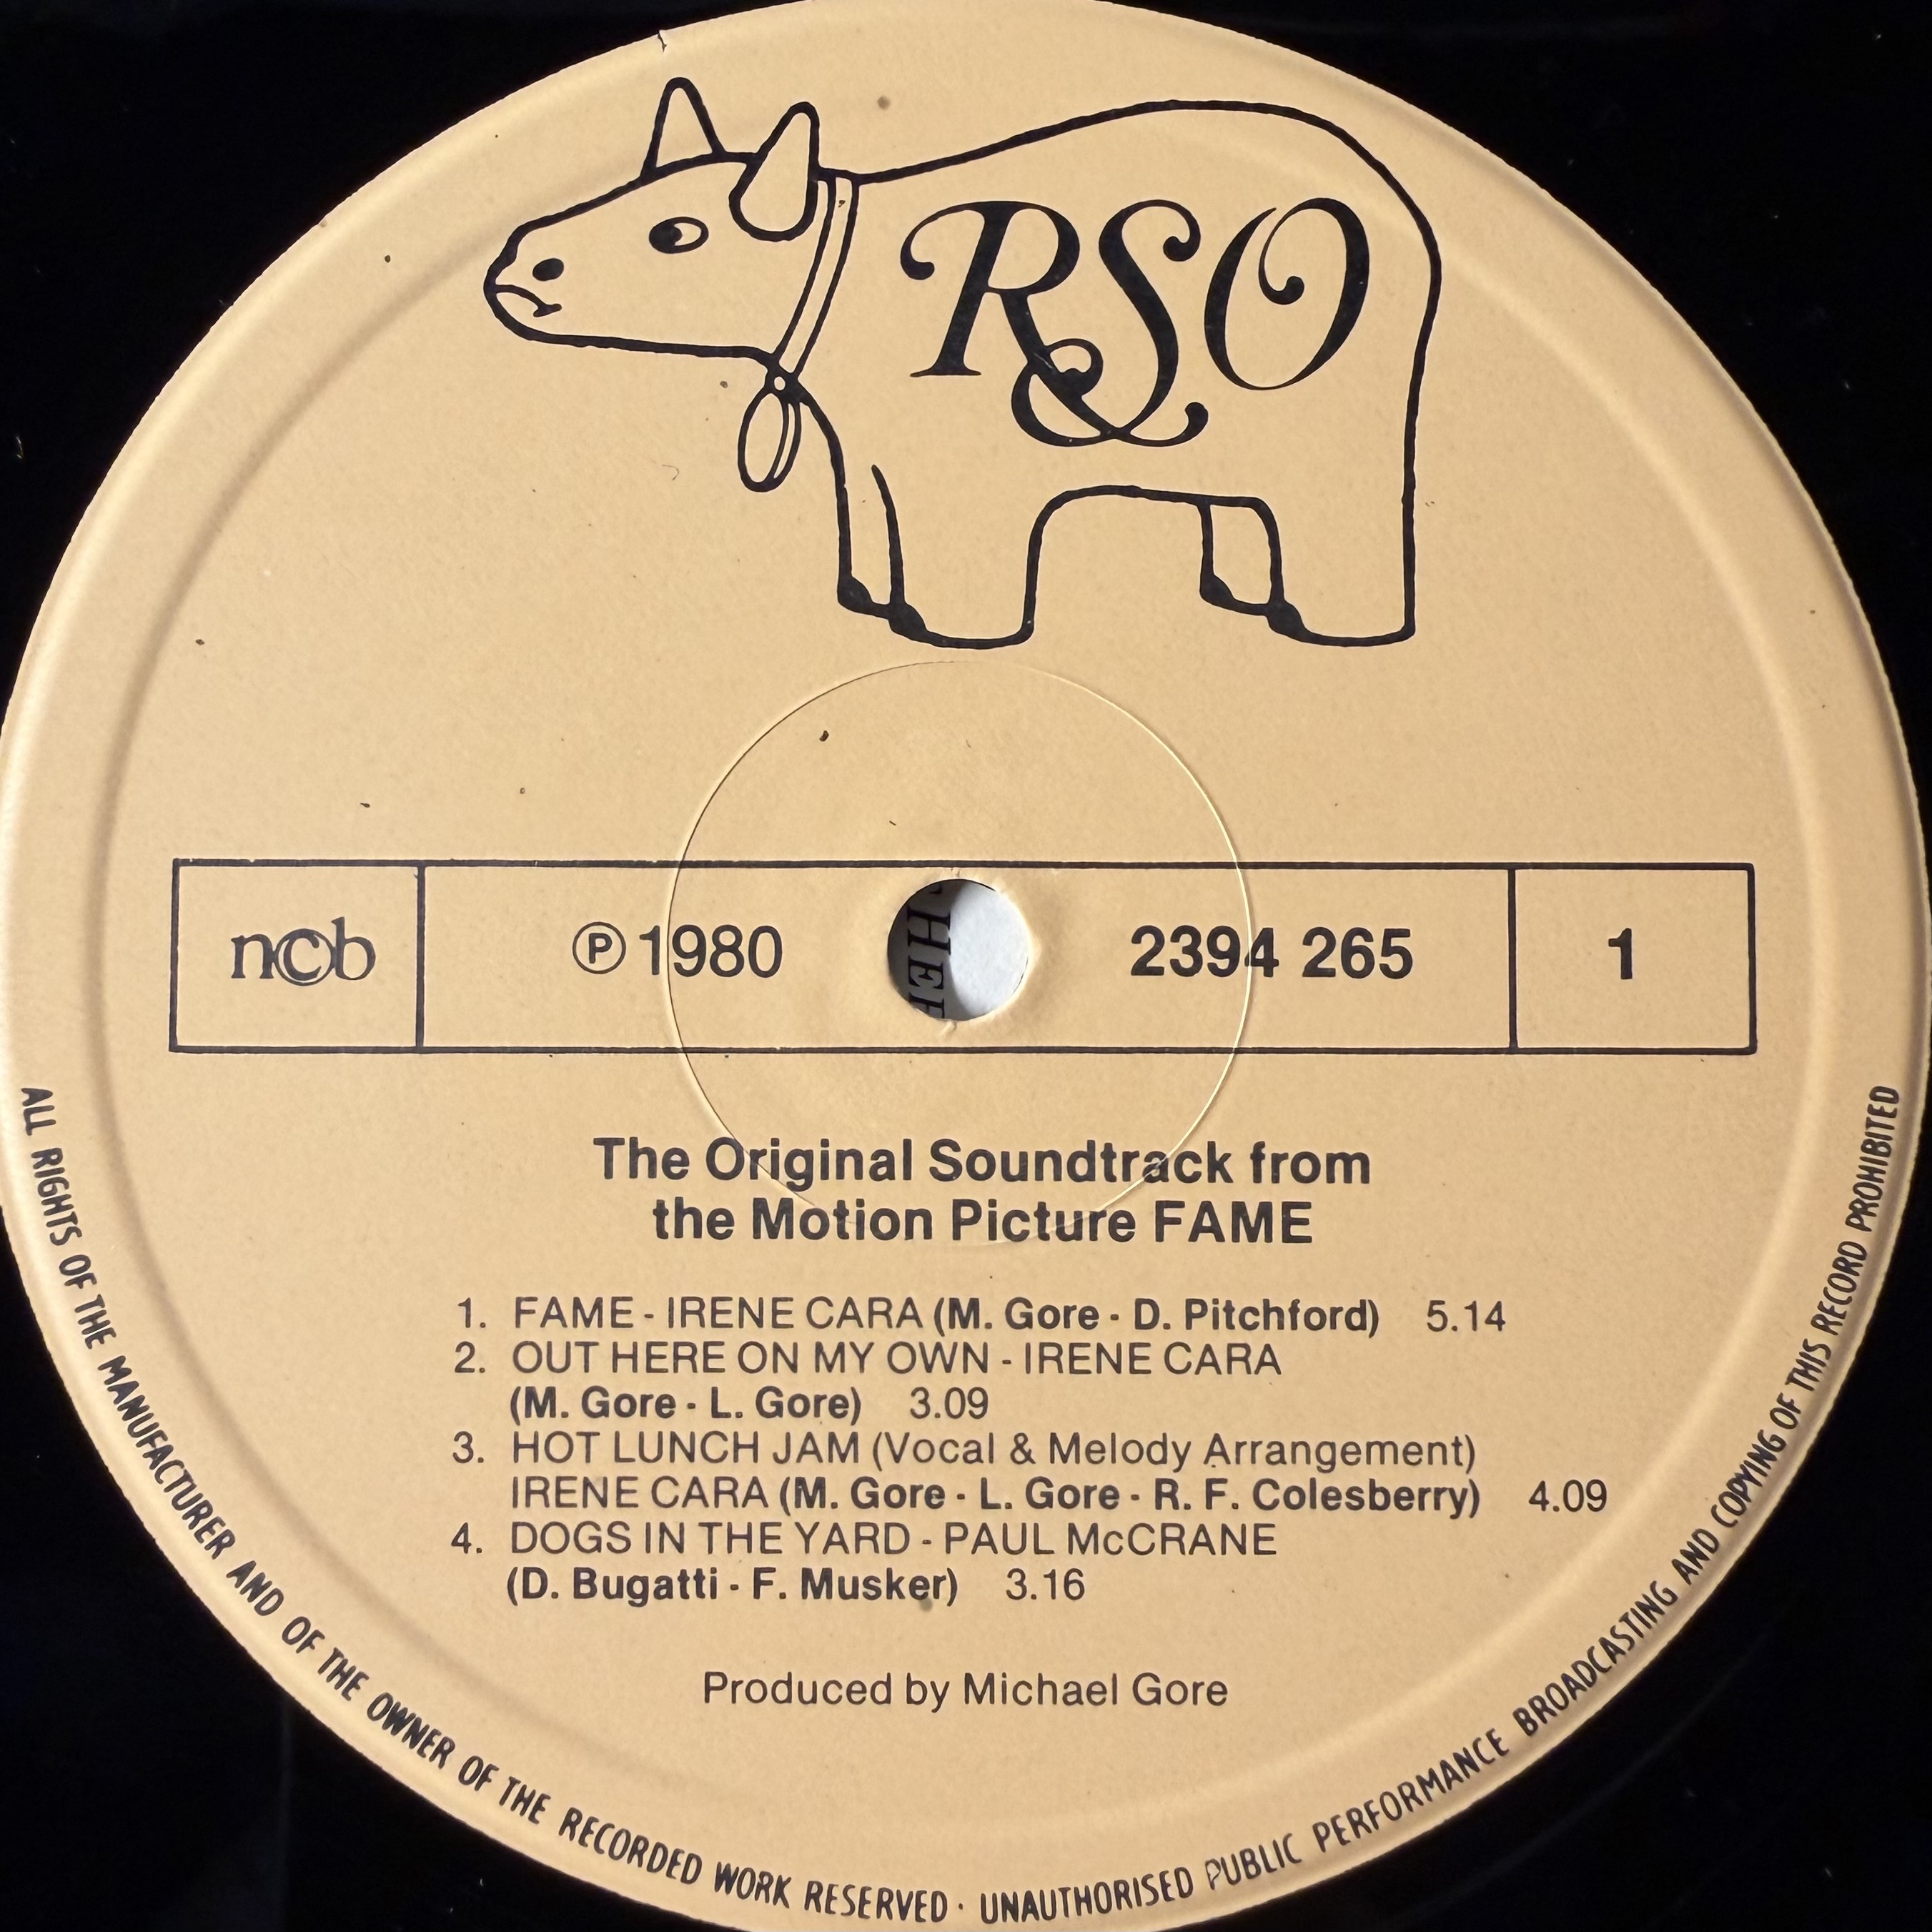 RSO
ncb
℗ 1980
2394 265
1
The Original Soundtrack from
the Motion Picture FAME
1. FAME - IRENE CARA (M. Gore - D. Pitchford) 5.14
2. OUT HERE ON MY OWN - IRENE CARA
(M. Gore - L. Gore) 3.09
3. HOT LUNCH JAM (Vocal & Melody Arrangement)
IRENE CARA (M. Gore - L. Gore - R. F. Colesberry) 4.09
4. DOGS IN THE YARD - PAUL McCRANE
(D. Bugatti - F. Musker) 3.16
Produced by Michael Gore
ALL RIGHTS OF THE MANUFACTURER AND OF THE OWNER OF THE RECORDED WORK RESERVED · UNAUTHORISED PUBLIC PERFORMANCE BROADCASTING AND COPYING OF THIS RECORD PROHIBITED